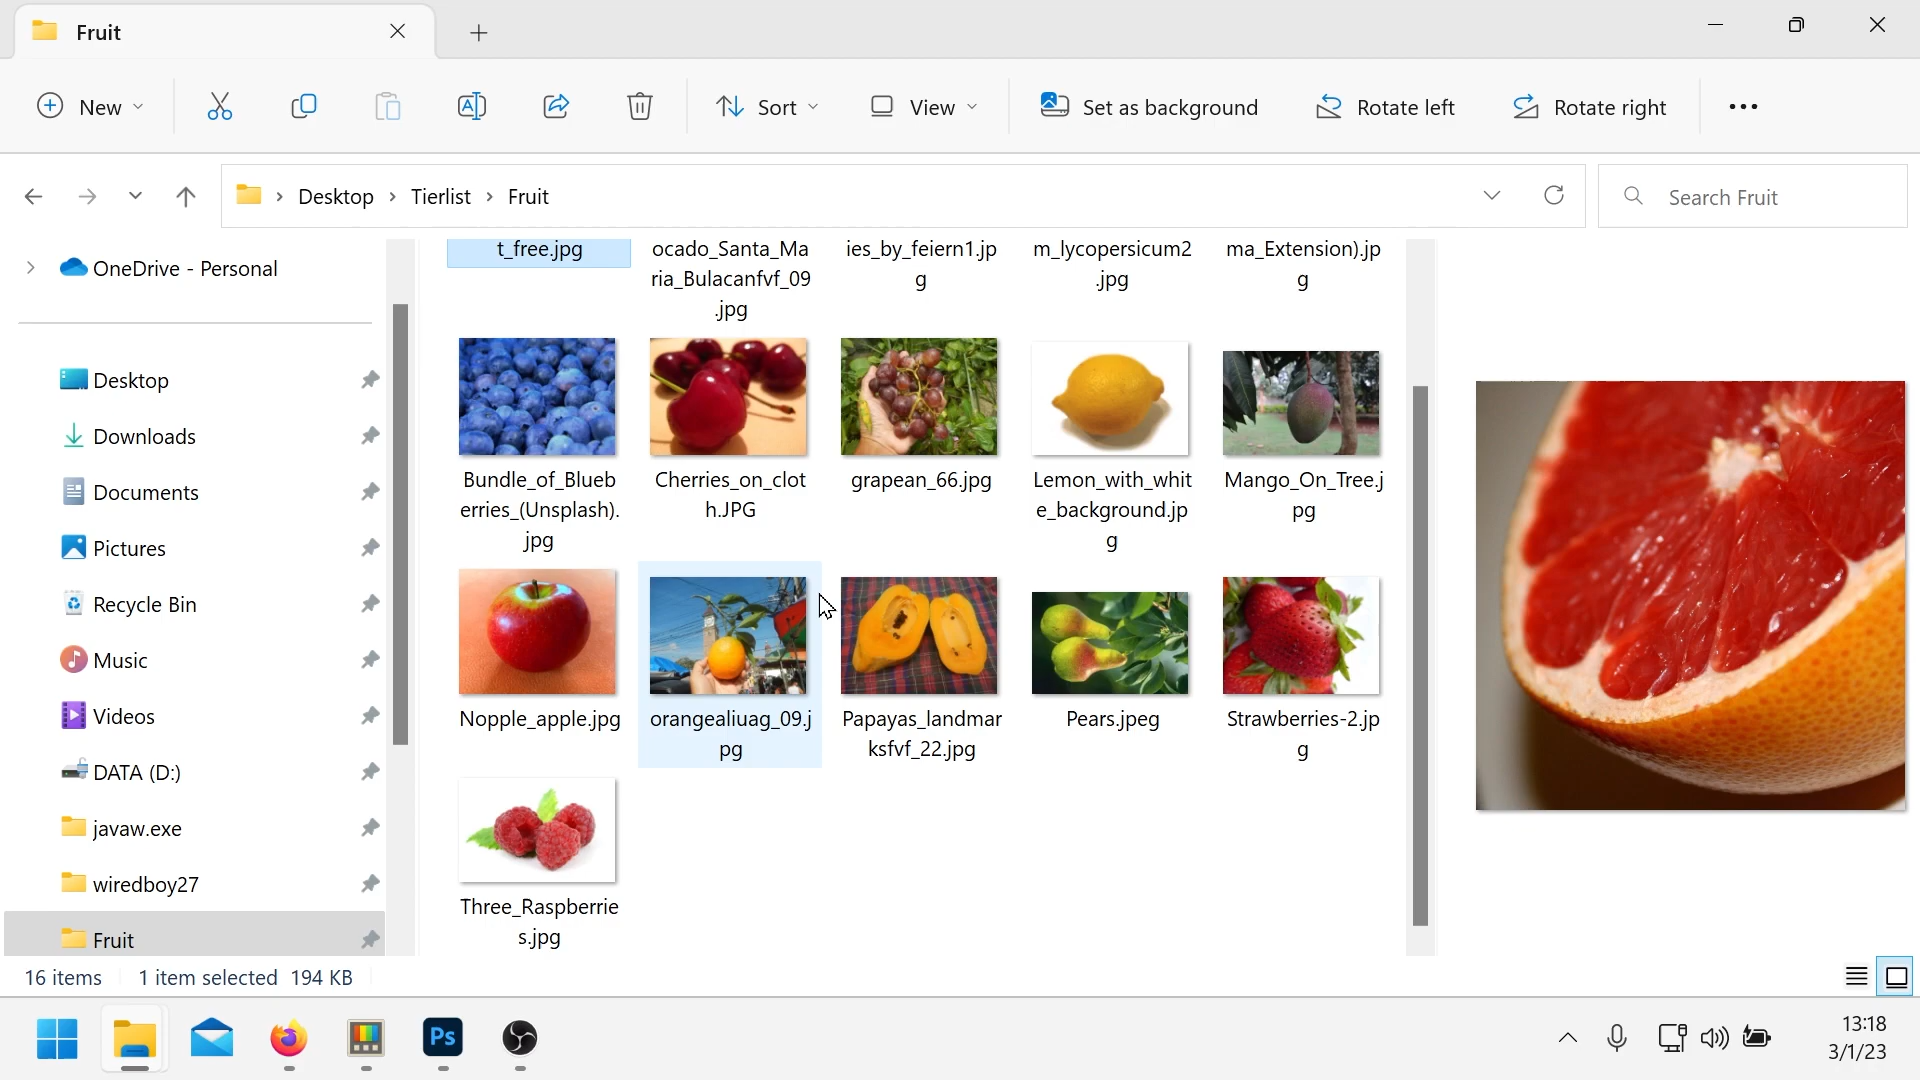 Fruit
New
Sort
View
Set as background
Rotate left
Rotate right
Desktop
Tierlist
Fruit
Search Fruit
OneDrive - Personal
Desktop
Downloads
Documents
Pictures
Recycle Bin
Music
Videos
DATA (D:)
javaw.exe
wiredboy27
Fruit
t_free.jpg
ocado_Santa_Ma
ria_Bulacanfvf_09
.jpg
ies_by_feiern1.jp
g
m_lycopersicum2
.jpg
ma_Extension).jp
g
Bundle_of_Blueb
erries_(Unsplash).
jpg
Cherries_on_clot
h.JPG
grapean_66.jpg
Lemon_with_whit
e_background.jp
g
Mango_On_Tree.j
pg
Nopple_apple.jpg
orangealiuag_09.j
pg
Papayas_landmar
ksfvf_22.jpg
Pears.jpeg
Strawberries-2.jp
g
Three_Raspberrie
s.jpg
16 items
1 item selected 194 KB
Ps
13:18
3/1/23